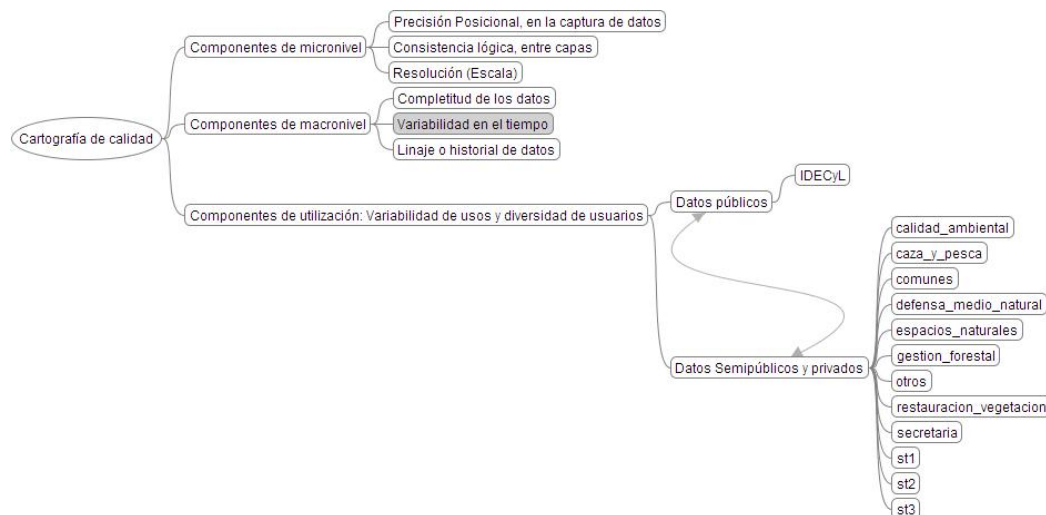 Cartografía de calidad
Componentes de micronivel
Precisión Posicional, en la captura de datos
Consistencia lógica, entre capas
Resolución (Escala)
Componentes de macronivel
Completitud de los datos
Variabilidad en el tiempo
Linaje o historial de datos
Componentes de utilización: Variabilidad de usos y diversidad de usuarios
Datos públicos
IDECyL
Datos Semipúblicos y privados
calidad_ambiental
caza_y_pesca
comunes
defensa_medio_natural
espacios_naturales
gestion_forestal
otros
restauracion_vegetacion
secretaria
st1
st2
st3